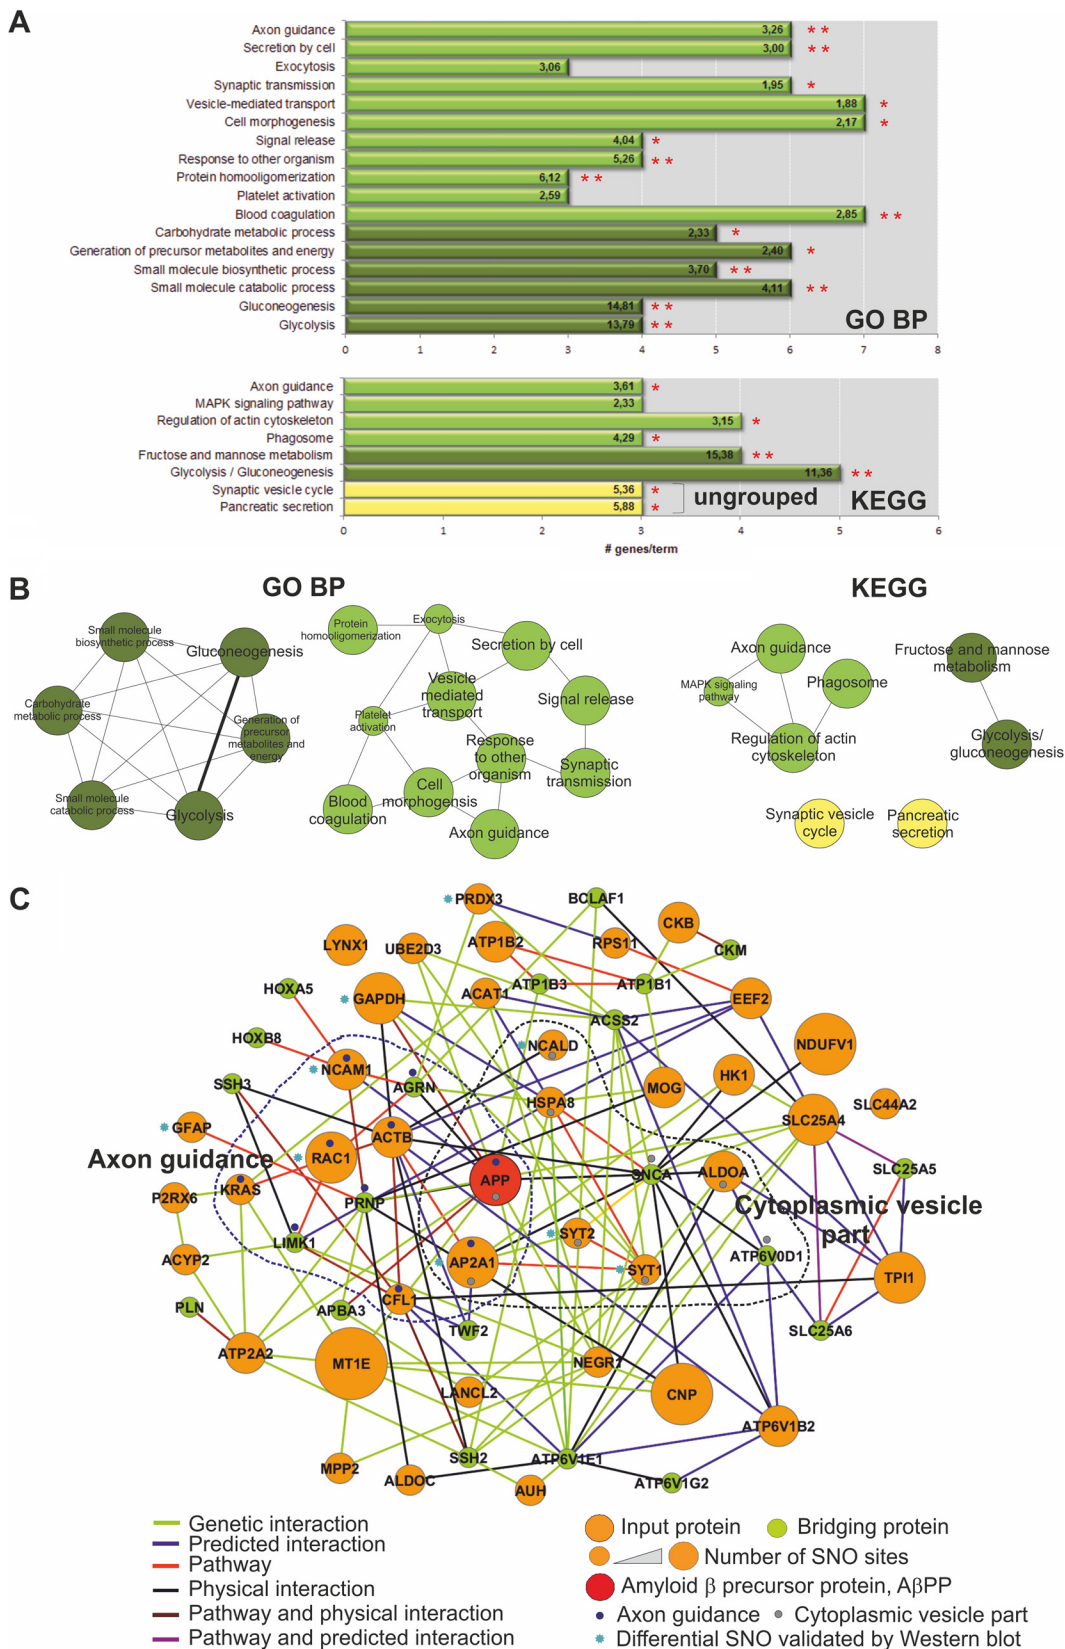 A
Axon guidance 3,26 **
Secretion by cell 3,00 **
Exocytosis 3,06
Synaptic transmission 1,95 *
Vesicle-mediated transport 1,88 *
Cell morphogenesis 2,17 *
Signal release 4,04 *
Response to other organism 5,26 **
Protein homooligomerization 6,12 **
Platelet activation 2,59
Blood coagulation 2,85 **
Carbohydrate metabolic process 2,33 *
Generation of precursor metabolites and energy 2,40 *
Small molecule biosynthetic process 3,70 **
Small molecule catabolic process 4,11 **
Gluconeogenesis 14,81 **
Glycolysis 13,79 **
GO BP
0 1 2 3 4 5 6 7 8
Axon guidance 3,61 *
MAPK signaling pathway 2,33
Regulation of actin cytoskeleton 3,15 *
Phagosome 4,29 *
Fructose and mannose metabolism 15,38 **
Glycolysis / Gluconeogenesis 11,36 **
Synaptic vesicle cycle 5,36 *
Pancreatic secretion 5,88 *
ungrouped
KEGG
0 1 2 3 4 5 6
# genes/term
B
GO BP
KEGG
Small molecule
biosynthetic process
Gluconeogenesis
Carbohydrate
metabolic process
Generation of
precursor
metabolites and
energy
Small molecule
catabolic process
Glycolysis
Protein
homooligomerization
Exocytosis
Secretion by cell
Vesicle
mediated
transport
Signal release
Platelet
activation
Response
to other
organism
Synaptic
transmission
Cell
morphogensis
Blood
coagulation
Axon guidance
Axon guidance
MAPK signaling
pathway
Phagosome
Regulation of actin
cytoskeleton
Fructose and mannose
metabolism
Glycolysis/
gluconeogenesis
Synaptic vesicle
cycle
Pancreatic
secretion
C
PRDX3
BCLAF1
CKB
LYNX1
UBE2D3
ATP1B2
RPS11
CKM
HOXA5
GAPDH
ACAT1
ATP1B3
ATP1B1
EEF2
ACSS2
HOXB8
NCALD
NDUFV1
NCAM1
AGRN
SSH3
HSPA8
MOG
HK1
SLC44A2
GFAP
ACTB
SLC25A4
Axon guidance
RAC1
APP
SNCA
ALDOA
SLC25A5
P2RX6
KRAS
PRNP
Cytoplasmic vesicle
part
LIMK1
SYT2
ACYP2
AP2A1
SYT1
ATP6V0D1
TPI1
PLN
APBA3
CFL1
TWF2
SLC25A6
ATP2A2
MT1E
NEGR1
LANCL2
CNP
ATP6V1B2
MPP2
ALDOC
SSH2
ATP6V1E1
AUH
ATP6V1G2
Genetic interaction
Predicted interaction
Pathway
Physical interaction
Pathway and physical interaction
Pathway and predicted interaction
Input protein
Bridging protein
Number of SNO sites
Amyloid β precursor protein, AβPP
Axon guidance
Cytoplasmic vesicle part
Differential SNO validated by Western blot